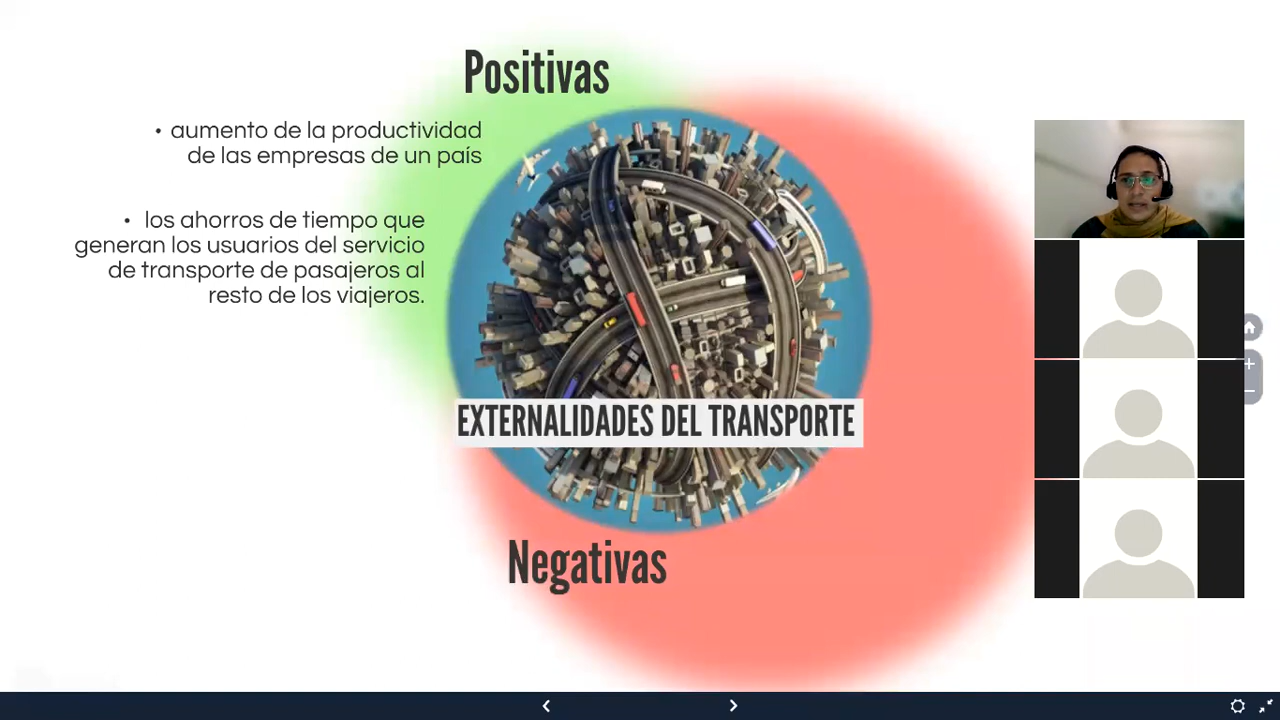 Positivas
• aumento de la productividad
de las empresas de un país
• los ahorros de tiempo que
generan los usuarios del servicio
de transporte de pasajeros al
resto de los viajeros.
EXTERNALIDADES DEL TRANSPORTE
Negativas